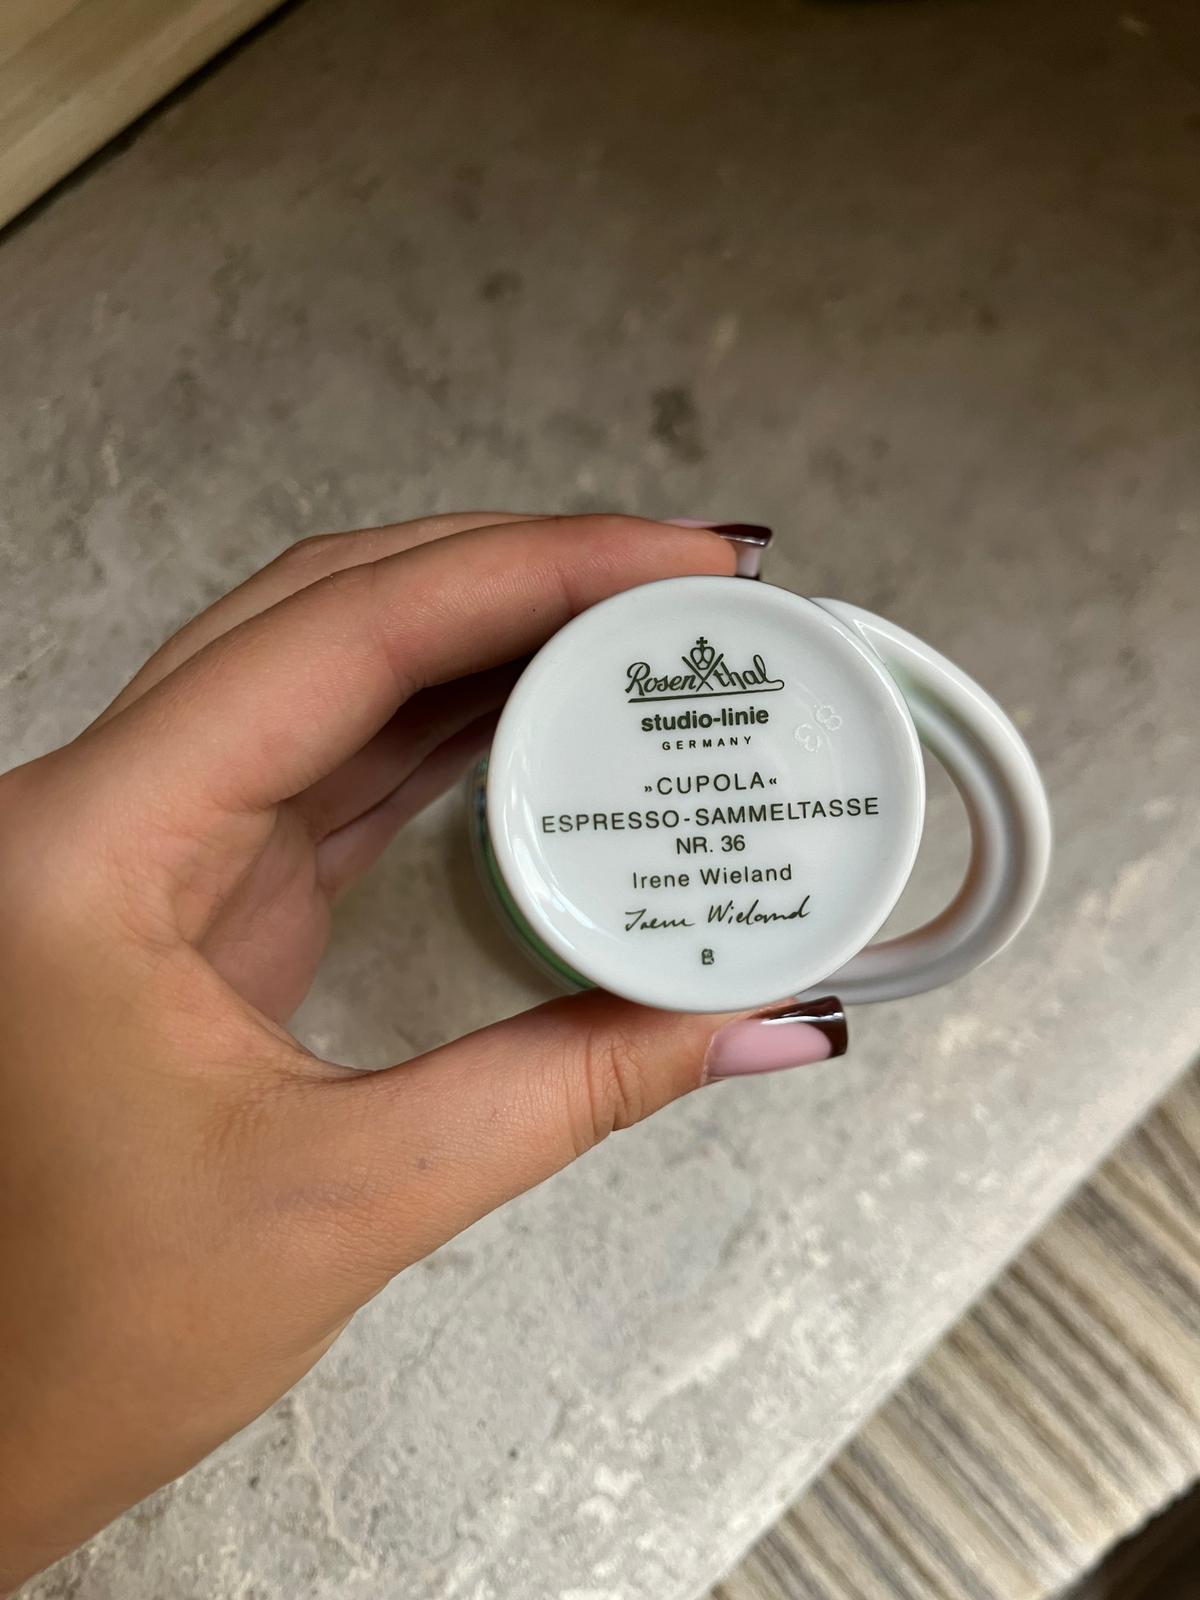 Rosenthal
studio-linie
GERMANY
»CUPOLA«
ESPRESSO-SAMMELTASSE
NR. 36
Irene Wieland
Irene Wieland